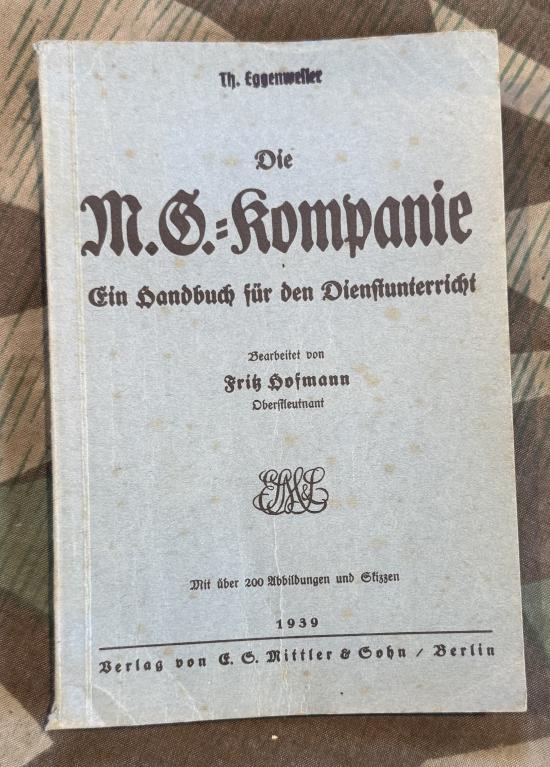 Th. Eggenweiler
Die
M.G.=Kompanie
Ein Handbuch für den Dienstunterricht
Bearbeitet von
Fritz Hofmann
Oberstleutnant
Mit über 200 Abbildungen und Skizzen
1939
Verlag von E. S. Mittler & Sohn / Berlin